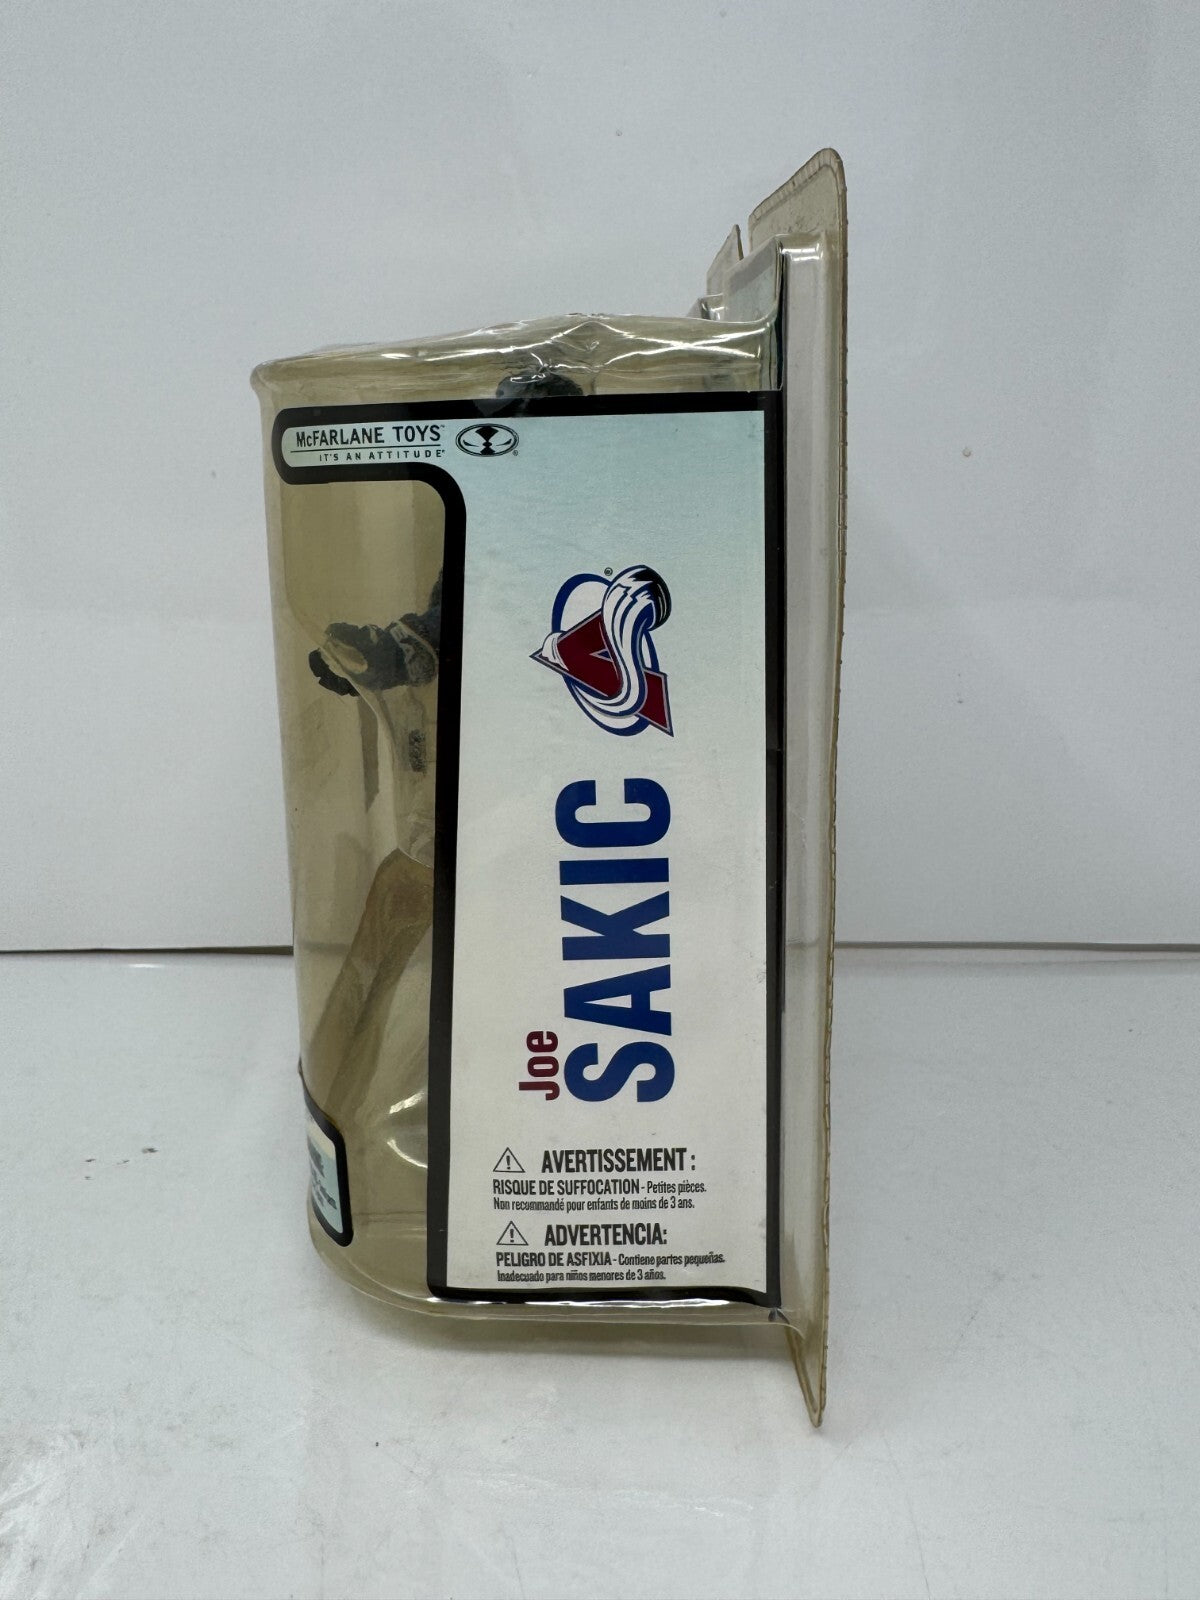 McFARLANE TOYS™
IT'S AN ATTITUDE®
®
®
Joe
SAKIC
AVERTISSEMENT :
RISQUE DE SUFFOCATION - Petites pièces.
Non recommandé pour enfants de moins de 3 ans.
ADVERTENCIA:
PELIGRO DE ASFIXIA - Contiene partes pequeñas.
Inadecuado para niños menores de 3 años.